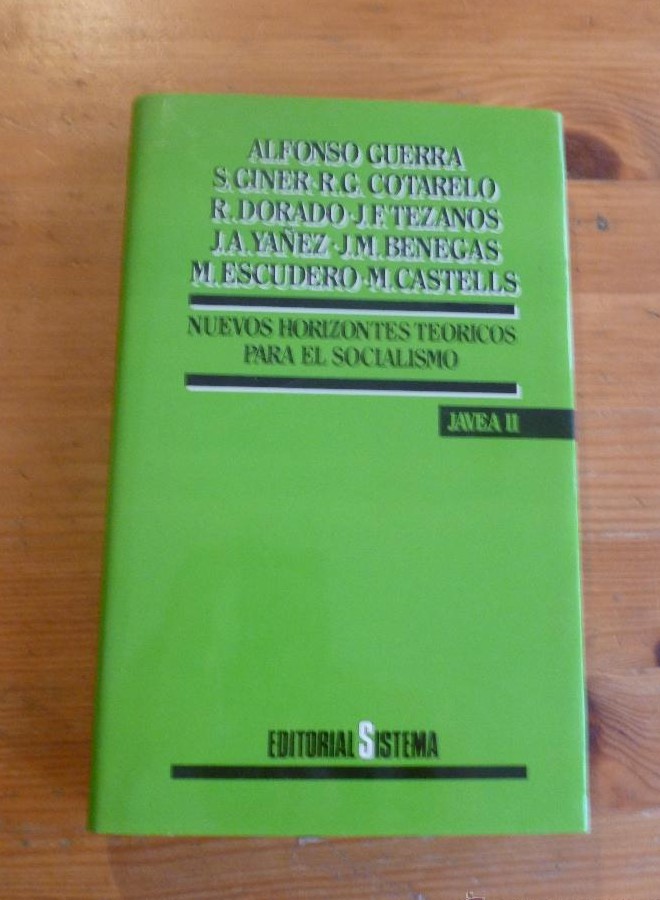 ALFONSO GUERRA
S. GINER · R.G. COTARELO
R. DORADO · J.F. TEZANOS
J.A. YAÑEZ · J.M. BENEGAS
M. ESCUDERO · M. CASTELLS
NUEVOS HORIZONTES TEORICOS
PARA EL SOCIALISMO
JAVEA II
EDITORIAL SISTEMA